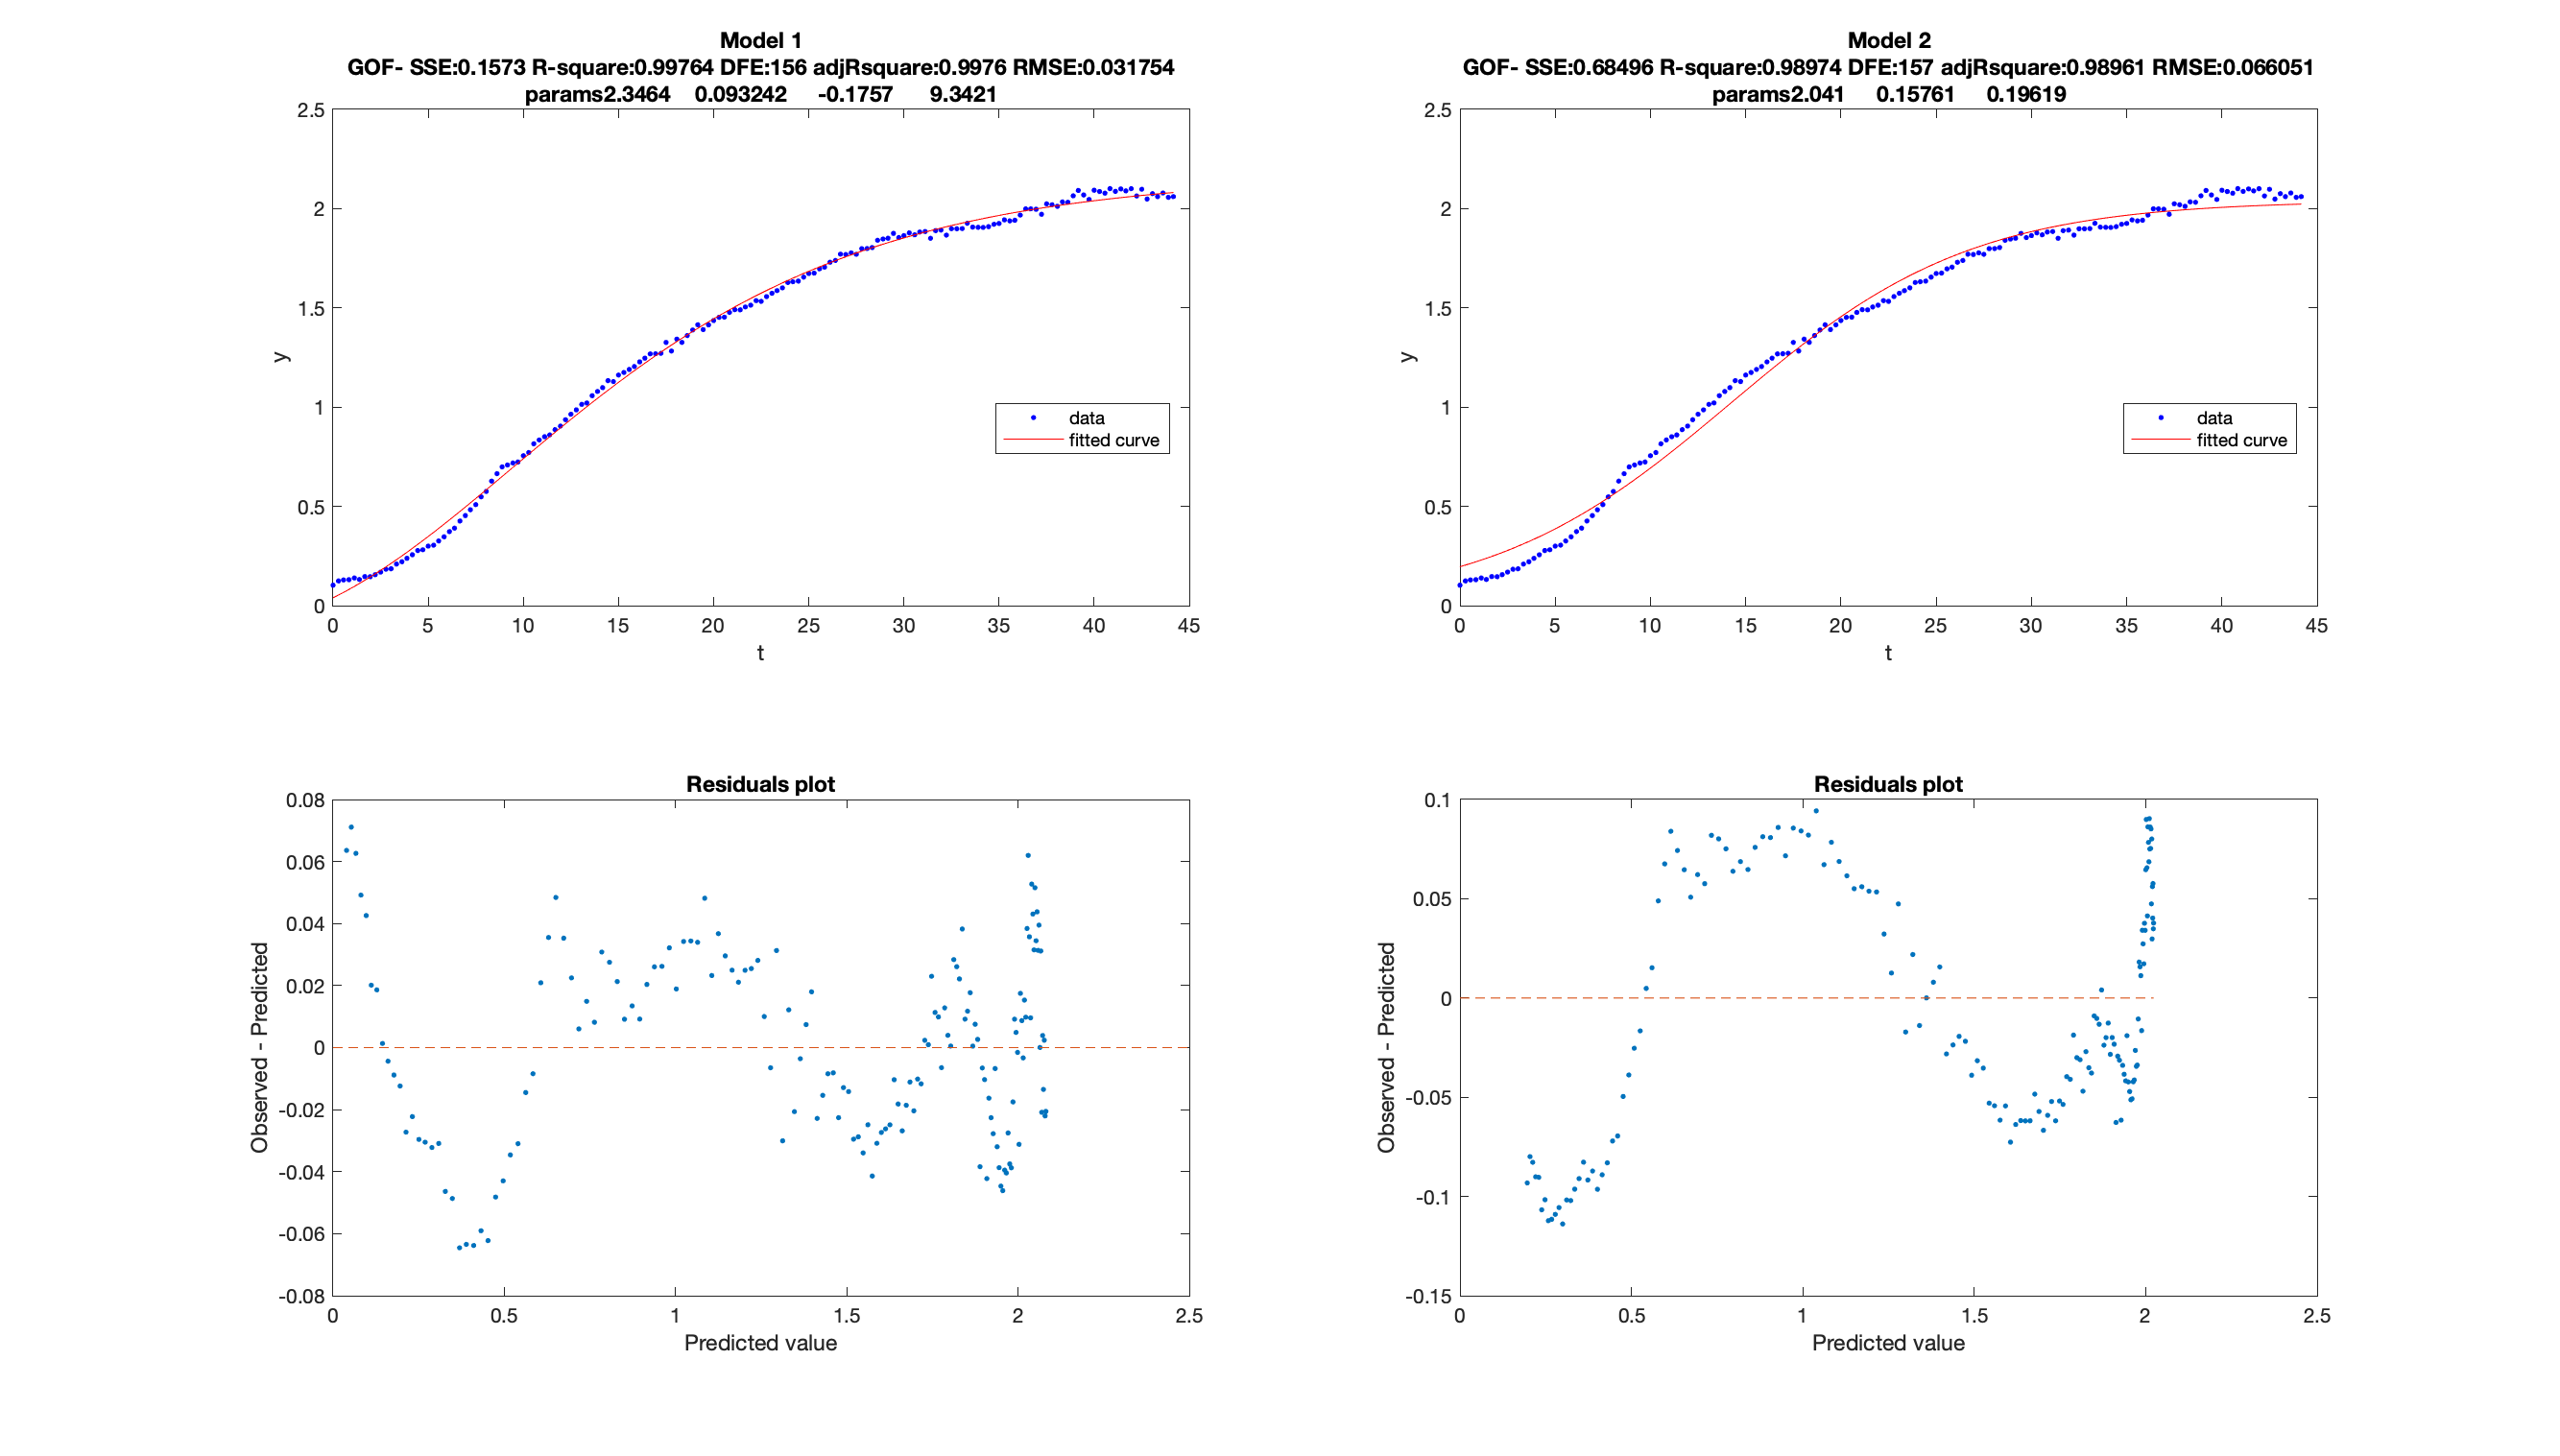 Model 1
GOF- SSE:0.1573 R-square:0.99764 DFE:156 adjRsquare:0.9976 RMSE:0.031754
params2.3464 0.093242 -0.1757 9.3421
2.5
2
1.5
1
0.5
0
y
0 5 10 15 20 25 30 35 40 45
t
data
fitted curve
Model 2
GOF- SSE:0.68496 R-square:0.98974 DFE:157 adjRsquare:0.98961 RMSE:0.066051
params2.041 0.15761 0.19619
2.5
2
1.5
1
0.5
0
y
0 5 10 15 20 25 30 35 40 45
t
data
fitted curve
Residuals plot
0.08
0.06
0.04
0.02
0
-0.02
-0.04
-0.06
-0.08
Observed - Predicted
0 0.5 1 1.5 2 2.5
Predicted value
Residuals plot
0.1
0.05
0
-0.05
-0.1
-0.15
Observed - Predicted
0 0.5 1 1.5 2 2.5
Predicted value